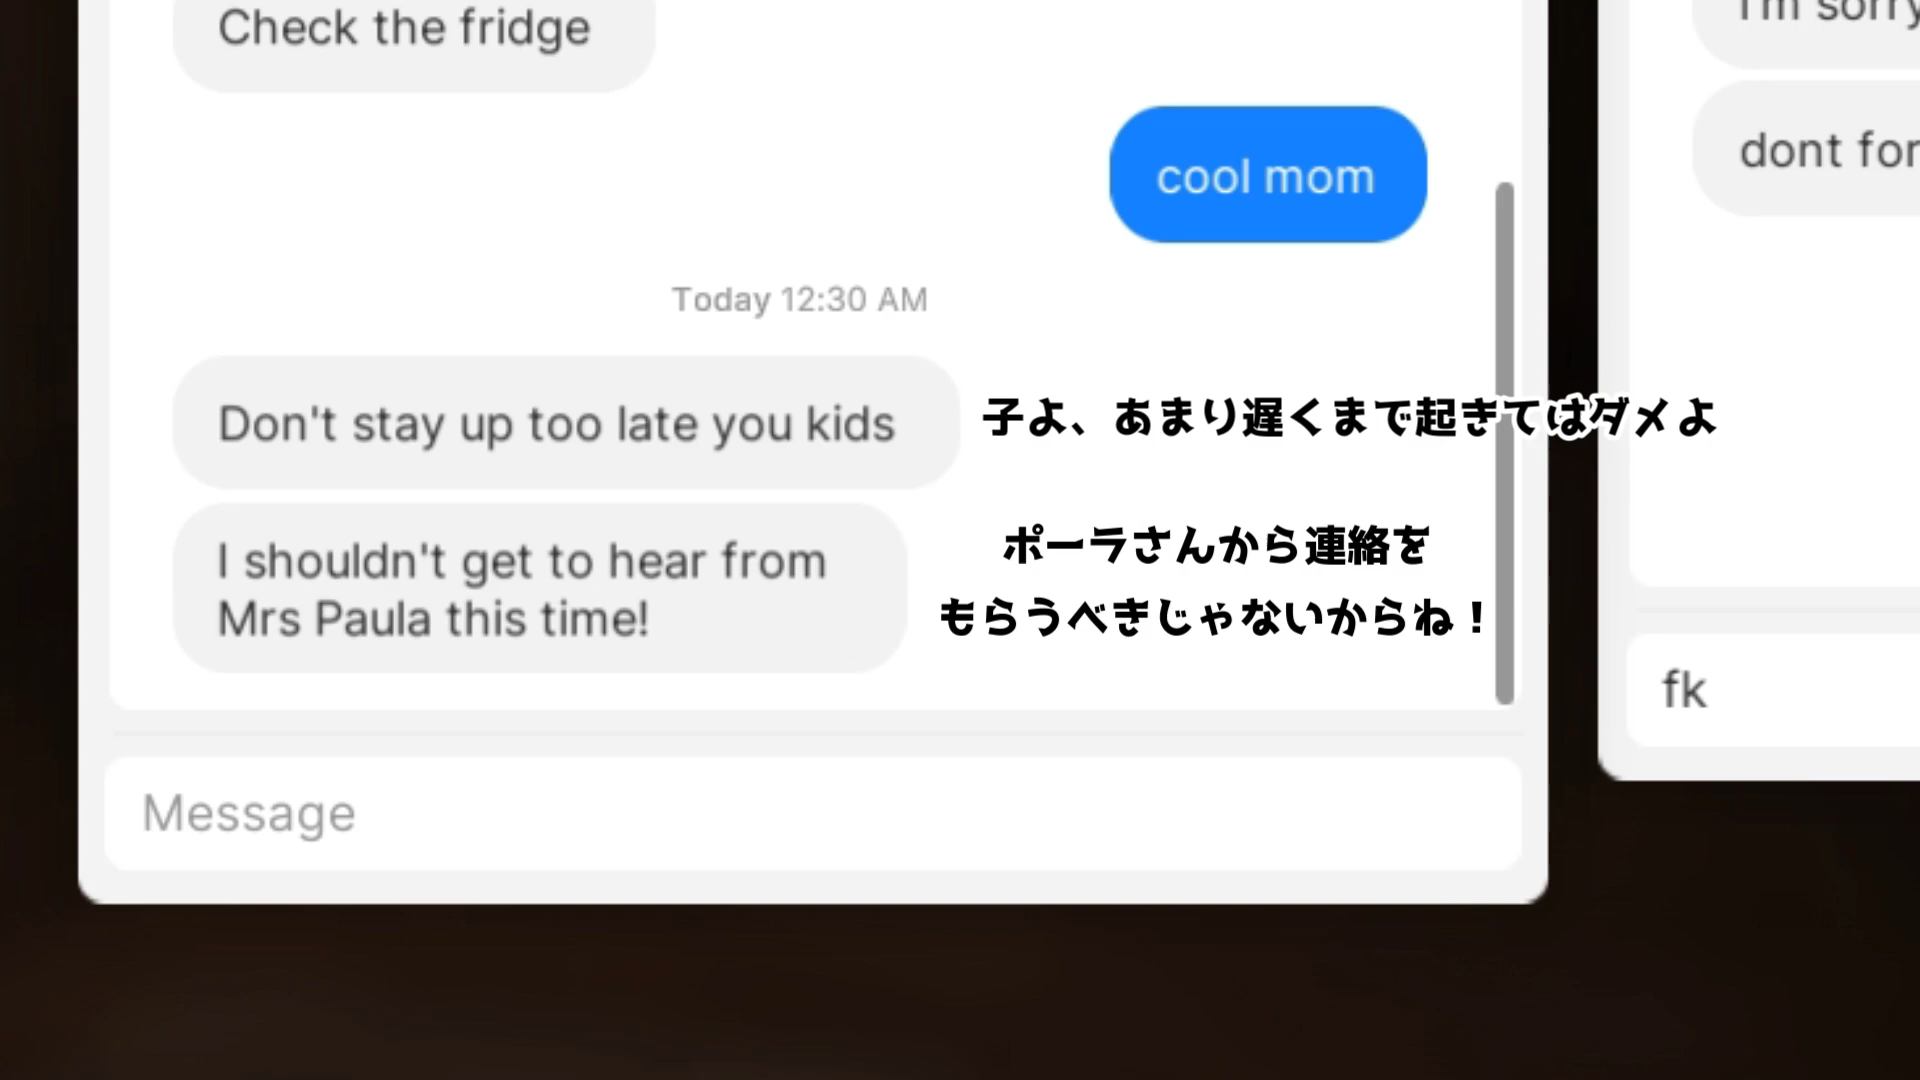 Check the fridge
cool mom
Today 12:30 AM
Don't stay up too late you kids
子よ、あまり遅くまで起きてはダメよ
I shouldn't get to hear from
Mrs Paula this time!
ポーラさんから連絡を
もらうべきじゃないからね！
Message
I'm sorry
dont for
fk